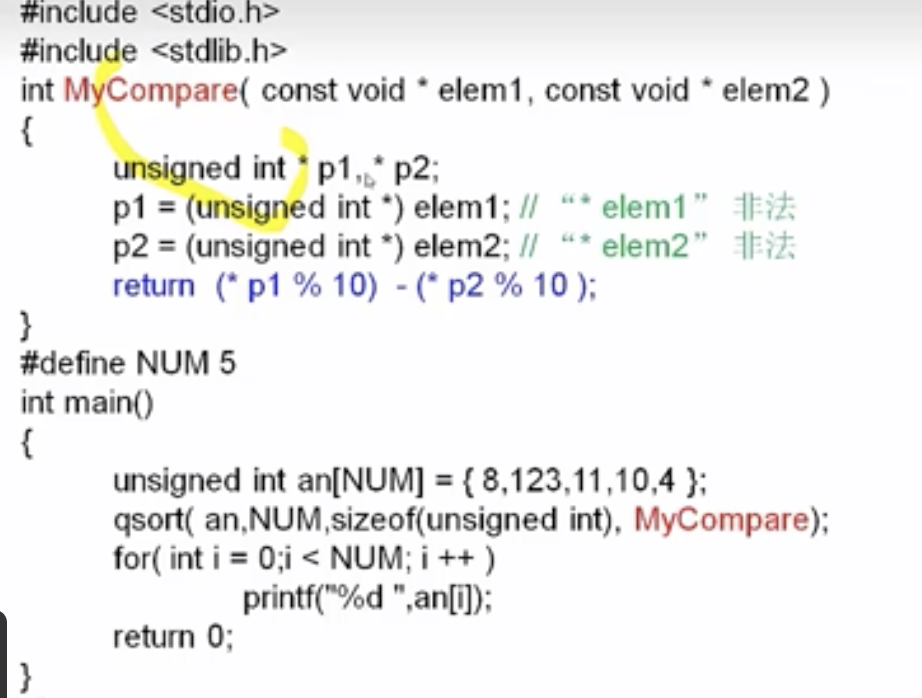 #include <stdio.h>
#include <stdlib.h>
int MyCompare( const void * elem1, const void * elem2 )
{
unsigned int * p1, * p2;
p1 = (unsigned int *) elem1; // “* elem1” 非法
p2 = (unsigned int *) elem2; // “* elem2” 非法
return (* p1 % 10) - (* p2 % 10 );
}
#define NUM 5
int main()
{
unsigned int an[NUM] = { 8,123,11,10,4 };
qsort( an,NUM,sizeof(unsigned int), MyCompare);
for( int i = 0;i < NUM; i ++ )
printf("%d ",an[i]);
return 0;
}